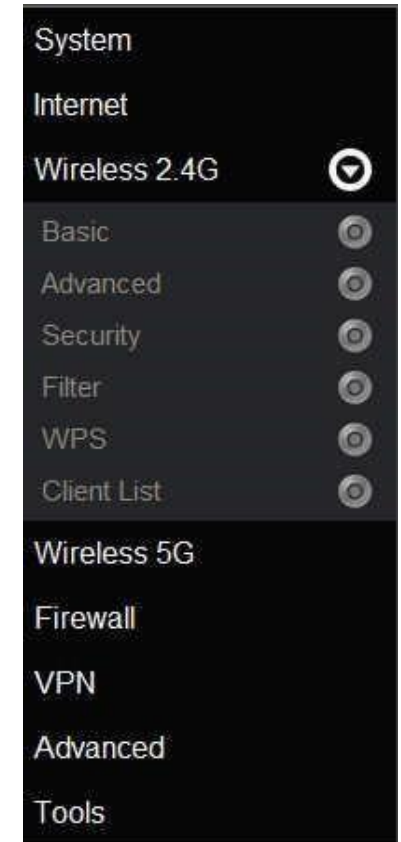 System
Internet
Wireless 2.4G
Basic
Advanced
Security
Filter
WPS
Client List
Wireless 5G
Firewall
VPN
Advanced
Tools